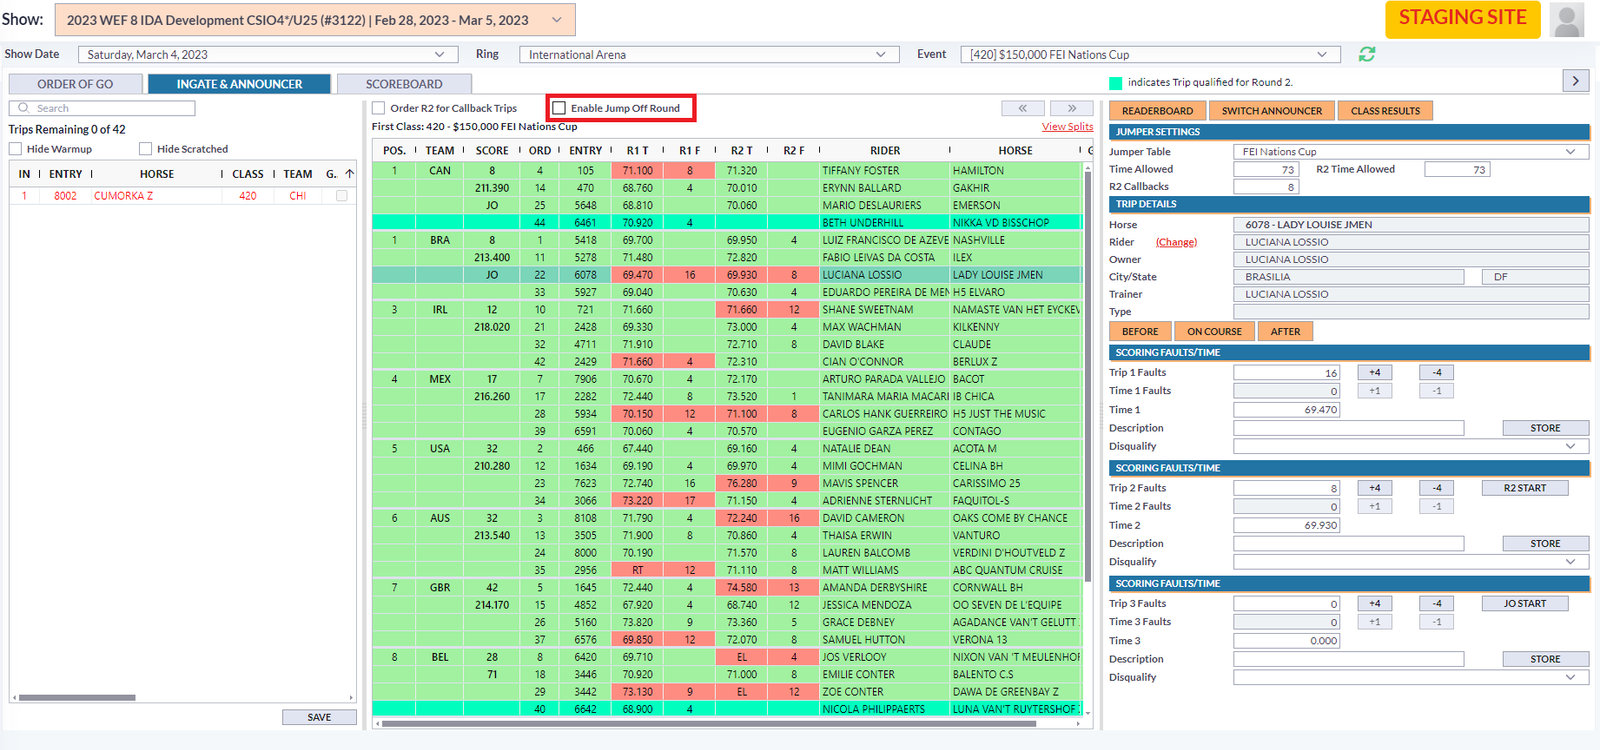 Show: 2023 WEF 8 IDA Development CSIO4*/U25 (#3122) | Feb 28, 2023 - Mar 5, 2023 STAGING SITE
Show Date Saturday, March 4, 2023 Ring International Arena Event [420] $150,000 FEI Nations Cup
ORDER OF GO INGATE & ANNOUNCER SCOREBOARD
Search
Trips Remaining 0 of 42
Hide Warmup Hide Scratched
IN ENTRY HORSE CLASS TEAM G..
1 8002 CUMORKA Z 420 CHI
SAVE
Order R2 for Callback Trips Enable Jump Off Round « »
First Class: 420 - $150,000 FEI Nations Cup View Splits
POS. TEAM SCORE ORD ENTRY R1 T R1 F R2 T R2 F RIDER HORSE
1 CAN 8 4 105 71.100 8 71.320 TIFFANY FOSTER HAMILTON
211.390 14 470 68.760 4 70.010 ERYNN BALLARD GAKHIR
JO 25 5648 68.810 70.060 MARIO DESLAURIERS EMERSON
44 6461 70.920 4 BETH UNDERHILL NIKKA VD BISSCHOP
1 BRA 8 1 5418 69.700 69.950 4 LUIZ FRANCISCO DE AZEVE NASHVILLE
213.400 11 5278 71.480 72.820 FABIO LEIVAS DA COSTA ILEX
JO 22 6078 69.470 16 69.930 8 LUCIANA LOSSIO LADY LOUISE JMEN
33 5927 69.040 70.630 4 EDUARDO PEREIRA DE MEN H5 ELVARO
3 IRL 12 10 721 71.660 71.660 12 SHANE SWEETNAM NAMASTE VAN HET EYCKEV
218.020 21 2428 69.330 73.000 4 MAX WACHMAN KILKENNY
32 4711 71.910 72.710 8 DAVID BLAKE CLAUDE
42 2429 71.660 4 72.310 CIAN O'CONNOR BERLUX Z
4 MEX 17 7 7906 70.670 4 72.170 ARTURO PARADA VALLEJO BACOT
216.260 17 2282 72.440 8 73.520 1 TANIMARA MARIA MACARI IB CHICA
28 5934 70.150 12 71.100 8 CARLOS HANK GUERREIRO H5 JUST THE MUSIC
39 6591 70.060 4 70.570 EUGENIO GARZA PEREZ CONTAGO
5 USA 32 2 466 67.440 69.160 4 NATALIE DEAN ACOTA M
210.280 12 1634 69.190 4 69.970 4 MIMI GOCHMAN CELINA BH
23 7623 72.740 16 76.280 9 MAVIS SPENCER CARISSIMO 25
34 3066 73.220 17 71.150 4 ADRIENNE STERNLICHT FAQUITOL-S
6 AUS 32 3 8108 71.790 4 72.240 16 DAVID CAMERON OAKS COME BY CHANCE
213.540 13 3505 71.900 8 70.860 4 THAISA ERWIN VANTURO
24 8000 70.190 71.570 8 LAUREN BALCOMB VERDINI D'HOUTVELD Z
35 2956 RT 12 71.110 8 MATT WILLIAMS ABC QUANTUM CRUISE
7 GBR 42 5 1645 72.440 4 74.580 13 AMANDA DERBYSHIRE CORNWALL BH
214.170 15 4852 67.920 4 68.740 12 JESSICA MENDOZA OO SEVEN DE L'EQUIPE
26 5160 73.820 9 73.360 5 GRACE DEBNEY AGADANCE VAN'T GELUTT
37 6576 69.850 12 72.070 8 SAMUEL HUTTON VERONA 13
8 BEL 28 8 6420 69.710 EL 4 JOS VERLOOY NIXON VAN 'T MEULENHOF
71 18 3446 70.920 71.000 8 EMILIE CONTER BALENTO C.S
29 3442 73.130 9 EL 12 ZOE CONTER DAWA DE GREENBAY Z
40 6642 68.900 4 NICOLA PHILIPPAERTS LUNA VAN'T RUYTERSHOF
indicates Trip qualified for Round 2.
READERBOARD SWITCH ANNOUNCER CLASS RESULTS
JUMPER SETTINGS
Jumper Table FEI Nations Cup
Time Allowed 73 R2 Time Allowed 73
R2 Callbacks 8
TRIP DETAILS
Horse 6078 - LADY LOUISE JMEN
Rider (Change) LUCIANA LOSSIO
Owner LUCIANA LOSSIO
City/State BRASILIA DF
Trainer LUCIANA LOSSIO
Type
BEFORE ON COURSE AFTER
SCORING FAULTS/TIME
Trip 1 Faults 16 +4 -4
Time 1 Faults 0 +1 -1
Time 1 69.470
Description STORE
Disqualify
SCORING FAULTS/TIME
Trip 2 Faults 8 +4 -4 R2 START
Time 2 Faults 0 +1 -1
Time 2 69.930
Description STORE
Disqualify
SCORING FAULTS/TIME
Trip 3 Faults 0 +4 -4 JO START
Time 3 Faults 0 +1 -1
Time 3 0.000
Description STORE
Disqualify